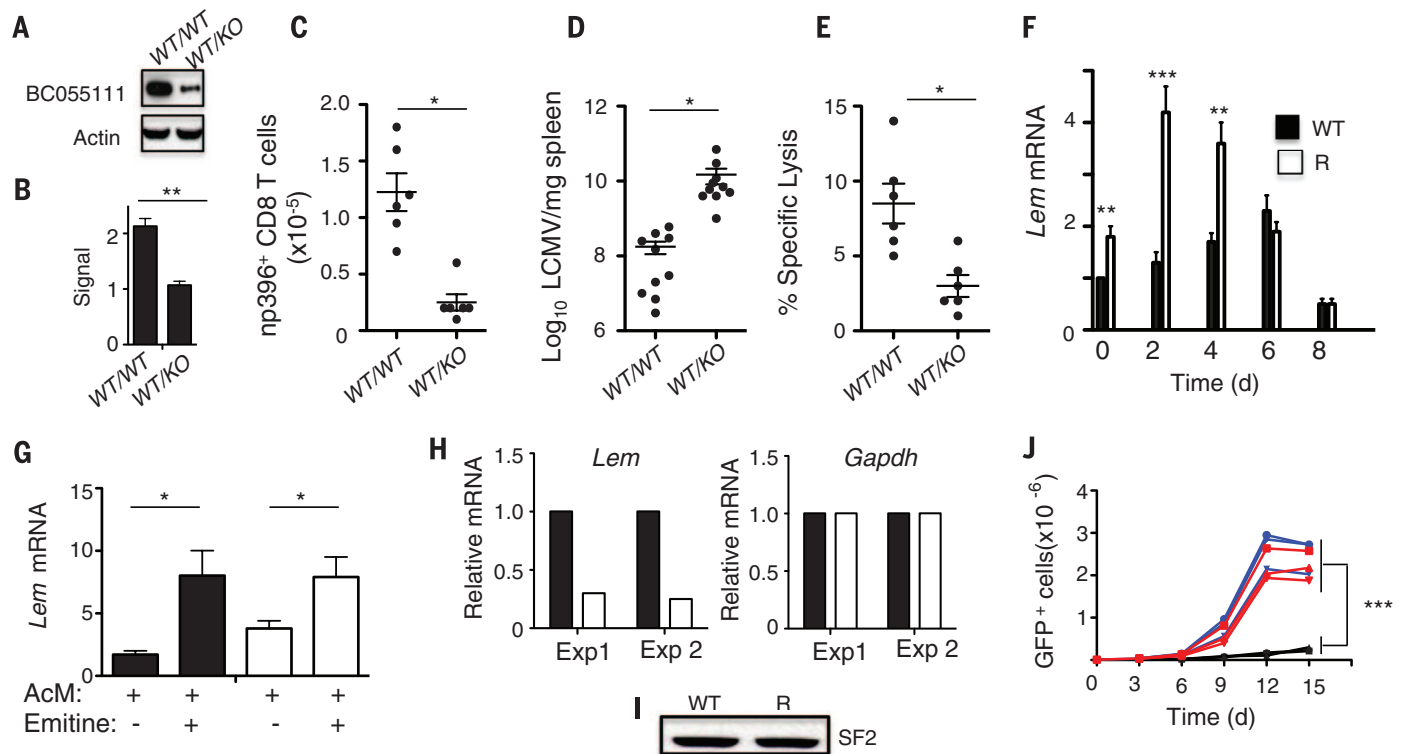 A
WT/WT
WT/KO
BC055111
Actin
B
**
Signal
2
1
0
WT/WT
WT/KO
C
np396+ CD8 T cells
(x10-5)
2.0
1.5
1.0
0.5
0
*
WT/WT
WT/KO
D
Log10 LCMV/mg spleen
12
10
8
6
*
WT/WT
WT/KO
E
% Specific Lysis
15
10
5
0
*
WT/WT
WT/KO
F
Lem mRNA
4
2
0
**
***
**
WT
R
0 2 4 6 8
Time (d)
G
Lem mRNA
15
10
5
0
* *
AcM: + + + +
Emitine: - + - +
H
Relative mRNA
1.5
1.0
0.5
0
Lem
Exp1 Exp 2
Relative mRNA
1.5
1.0
0.5
0
Gapdh
Exp1 Exp 2
I
WT R
SF2
J
GFP+ cells(x10 -6)
4
3
2
1
***
0 3 6 9 12 15
Time (d)